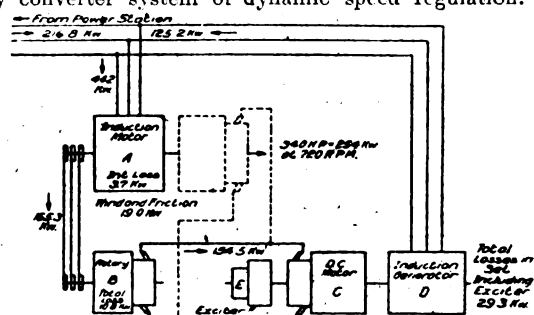 converter system of dynamic speed regulation.
From Power Station
216.8 Kw 125.2 Kw
442
Kw
Induction
Motor
A
Int Loss
3.7 Kw
340 HP = 254 Kw
at 720 R.P.M.
Wind and Friction
19.0 Kw
165.3
Kw
154.5 Kw
Rotary
B
Total
Loss
Kw
E
Exciter
D.C.
Motor
C
Induction
Generator
D
Total
Losses in
Set
Including
Exciter
29.3 Kw